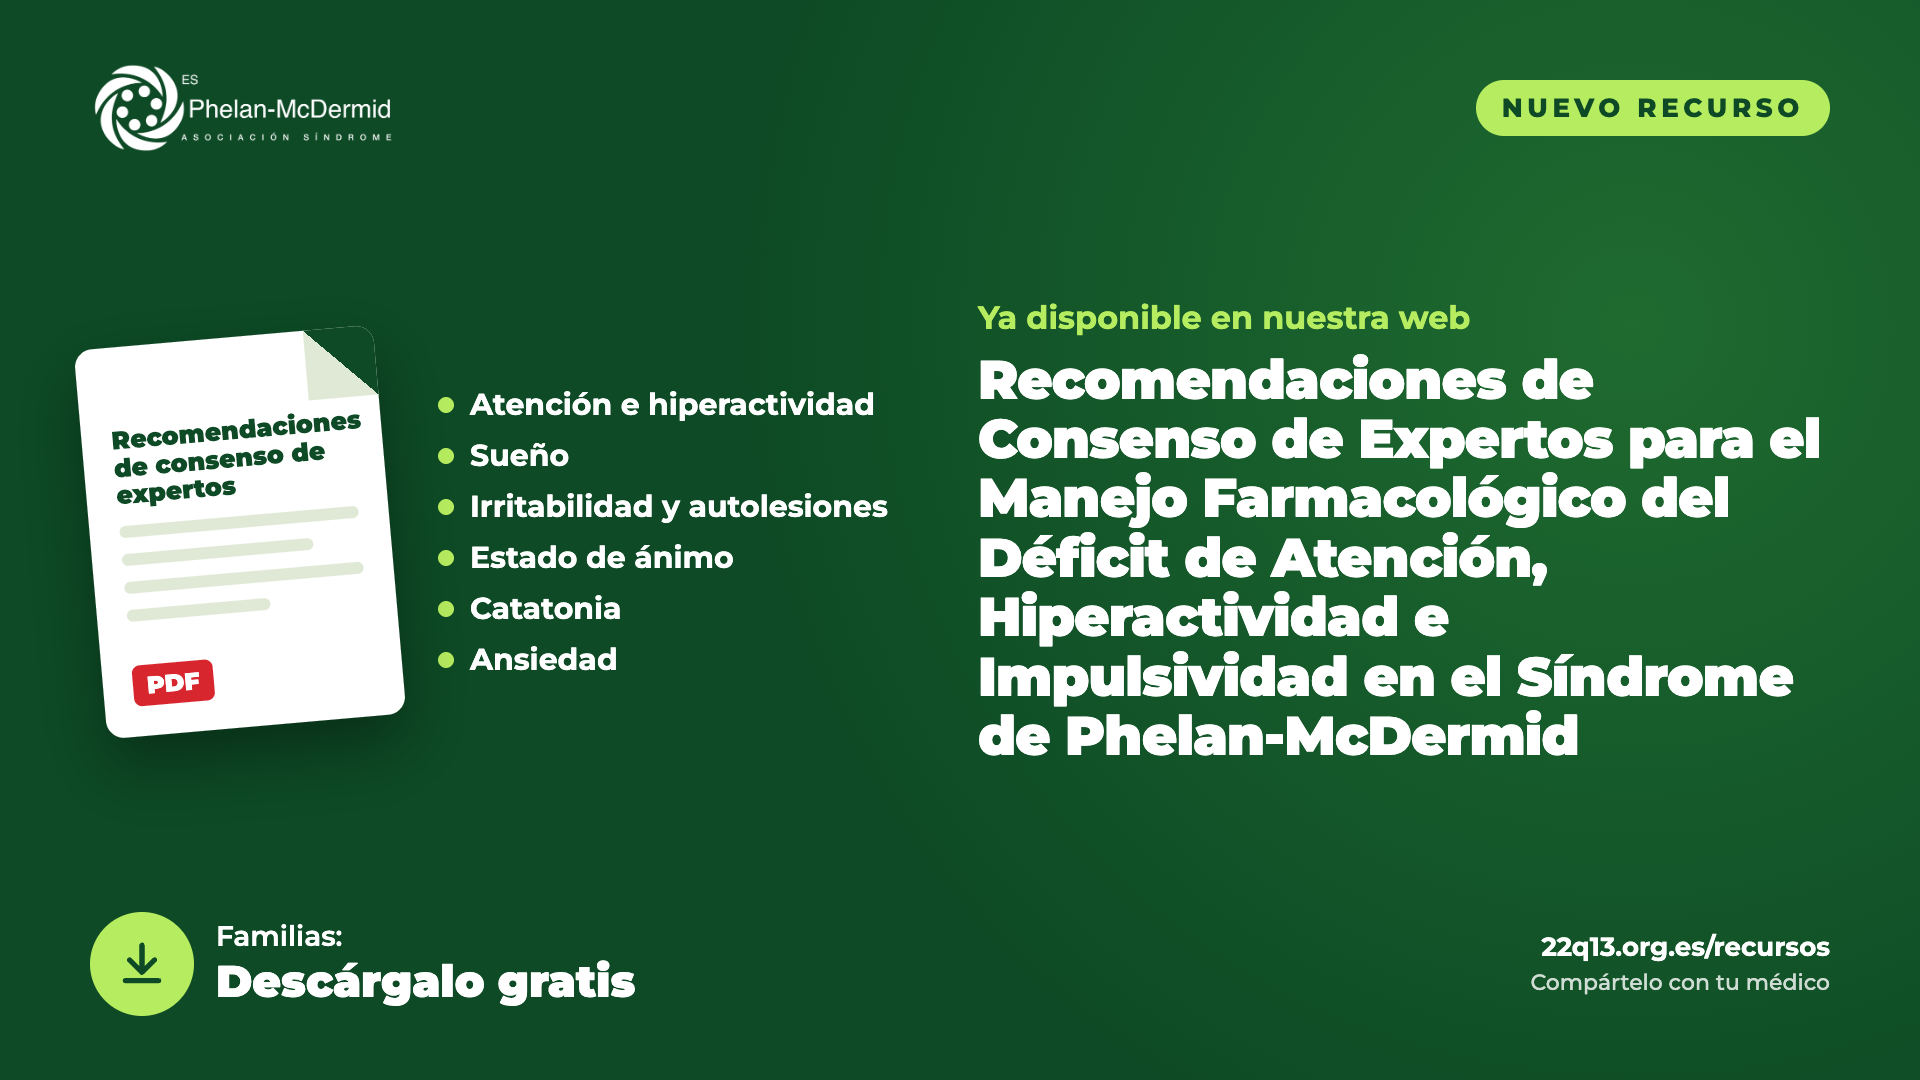 ES
Phelan-McDermid
ASOCIACIÓN SÍNDROME
NUEVO RECURSO
Recomendaciones
de consenso de
expertos
PDF
Atención e hiperactividad
Sueño
Irritabilidad y autolesiones
Estado de ánimo
Catatonia
Ansiedad
Ya disponible en nuestra web
Recomendaciones de
Consenso de Expertos para el
Manejo Farmacológico del
Déficit de Atención,
Hiperactividad e
Impulsividad en el Síndrome
de Phelan-McDermid
Familias:
Descárgalo gratis
22q13.org.es/recursos
Compártelo con tu médico